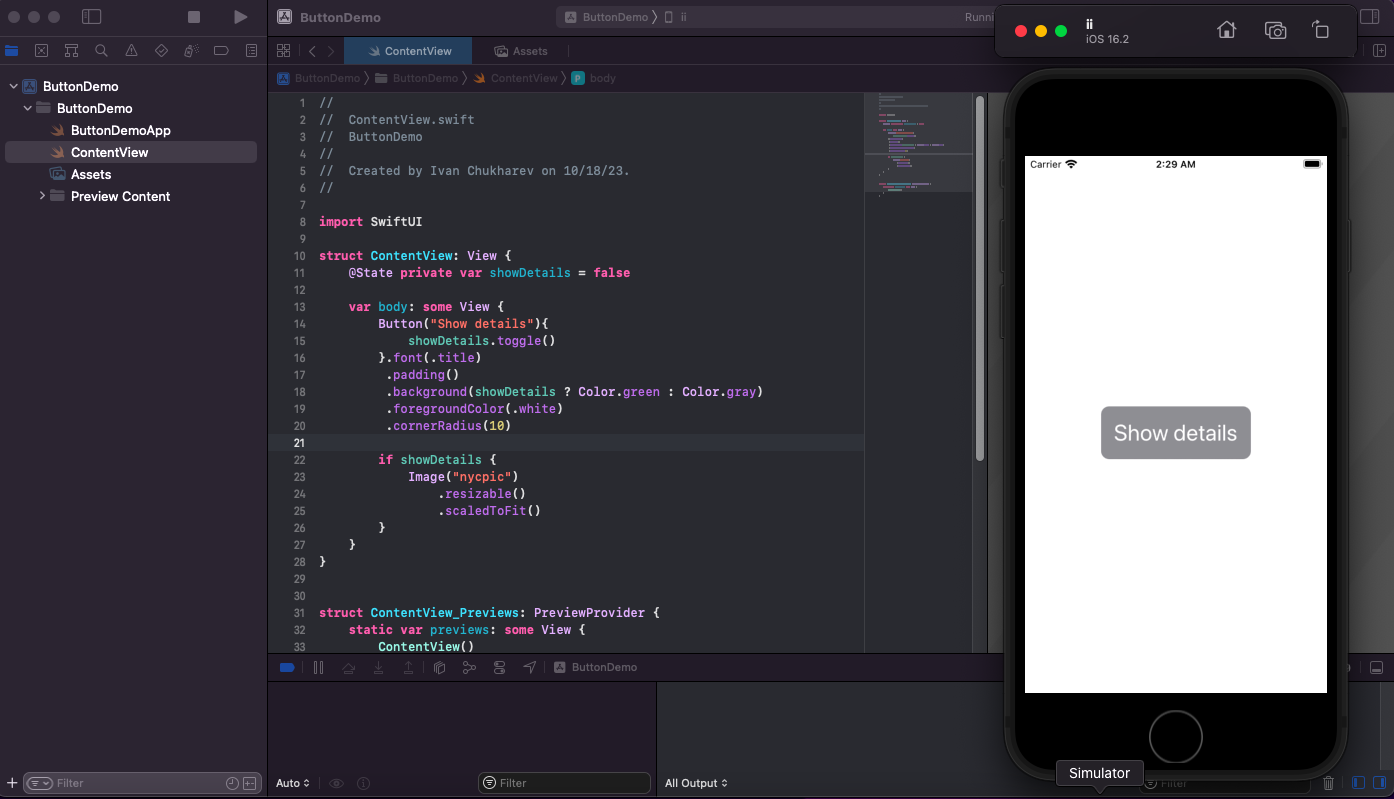 ButtonDemo
ButtonDemo
ii
Runni
ii
iOS 16.2
ContentView
Assets
ButtonDemo
ButtonDemo
ContentView
body
ButtonDemo
ButtonDemo
ButtonDemoApp
ContentView
Assets
Preview Content
1 //
2 //  ContentView.swift
3 //  ButtonDemo
4 //
5 //  Created by Ivan Chukharev on 10/18/23.
6 //
7
8 import SwiftUI
9
10 struct ContentView: View {
11     @State private var showDetails = false
12
13     var body: some View {
14         Button("Show details"){
15             showDetails.toggle()
16         }.font(.title)
17          .padding()
18          .background(showDetails ? Color.green : Color.gray)
19          .foregroundColor(.white)
20          .cornerRadius(10)
21
22         if showDetails {
23             Image("nycpic")
24                 .resizable()
25                 .scaledToFit()
26         }
27     }
28 }
29
30
31 struct ContentView_Previews: PreviewProvider {
32     static var previews: some View {
33         ContentView()
Carrier
2:29 AM
Show details
ButtonDemo
Filter
Auto
Filter
All Output
Filter
Simulator